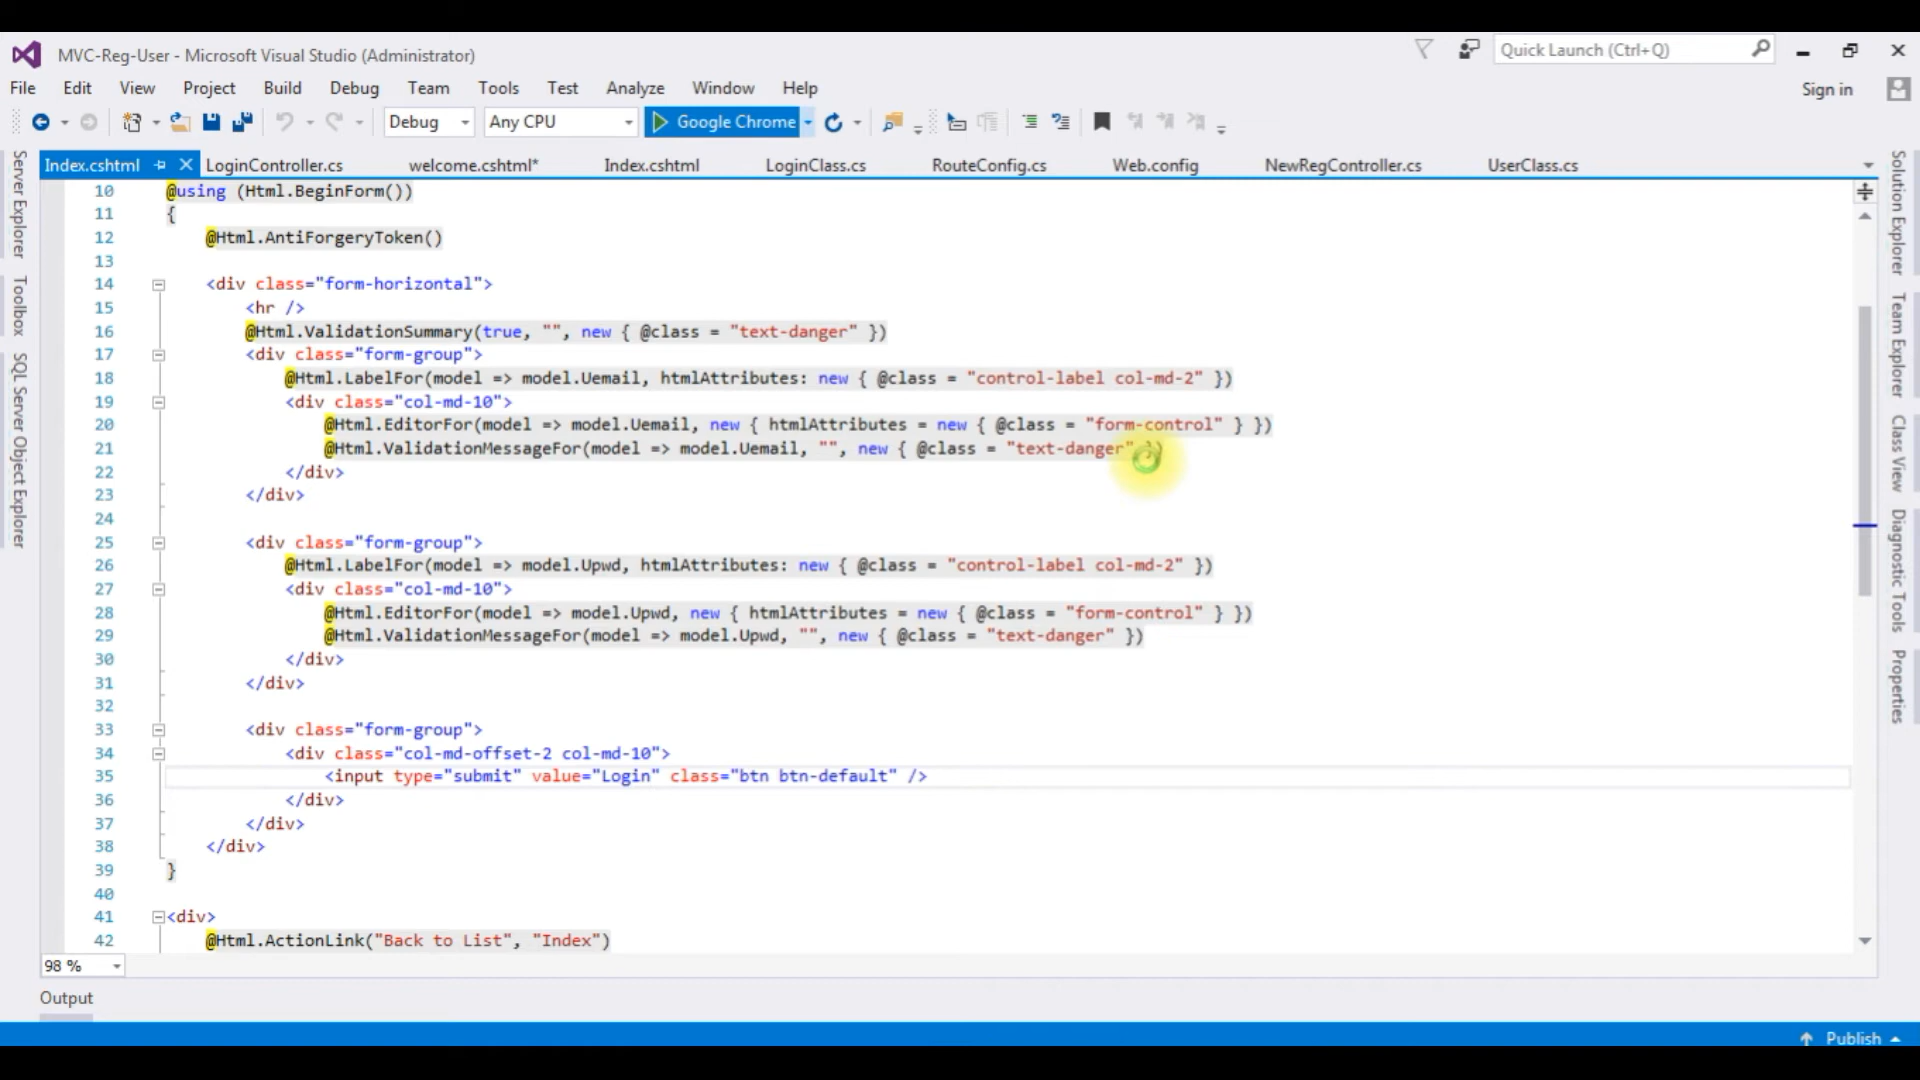 MVC-Reg-User - Microsoft Visual Studio (Administrator)
Quick Launch (Ctrl+Q)
File Edit View Project Build Debug Team Tools Test Analyze Window Help
Sign in
Debug Any CPU Google Chrome
Index.cshtml LoginController.cs welcome.cshtml* Index.cshtml LoginClass.cs RouteConfig.cs Web.config NewRegController.cs UserClass.cs
Server Explorer
Toolbox
SQL Server Object Explorer
10 @using (Html.BeginForm())
11 {
12 @Html.AntiForgeryToken()
13
14 <div class="form-horizontal">
15 <hr />
16 @Html.ValidationSummary(true, "", new { @class = "text-danger" })
17 <div class="form-group">
18 @Html.LabelFor(model => model.Uemail, htmlAttributes: new { @class = "control-label col-md-2" })
19 <div class="col-md-10">
20 @Html.EditorFor(model => model.Uemail, new { htmlAttributes = new { @class = "form-control" } })
21 @Html.ValidationMessageFor(model => model.Uemail, "", new { @class = "text-danger" })
22 </div>
23 </div>
24
25 <div class="form-group">
26 @Html.LabelFor(model => model.Upwd, htmlAttributes: new { @class = "control-label col-md-2" })
27 <div class="col-md-10">
28 @Html.EditorFor(model => model.Upwd, new { htmlAttributes = new { @class = "form-control" } })
29 @Html.ValidationMessageFor(model => model.Upwd, "", new { @class = "text-danger" })
30 </div>
31 </div>
32
33 <div class="form-group">
34 <div class="col-md-offset-2 col-md-10">
35 <input type="submit" value="Login" class="btn btn-default" />
36 </div>
37 </div>
38 </div>
39 }
40
41 <div>
42 @Html.ActionLink("Back to List", "Index")
98 %
Solution Explorer
Team Explorer
Class View
Diagnostic Tools
Properties
Output
Publish